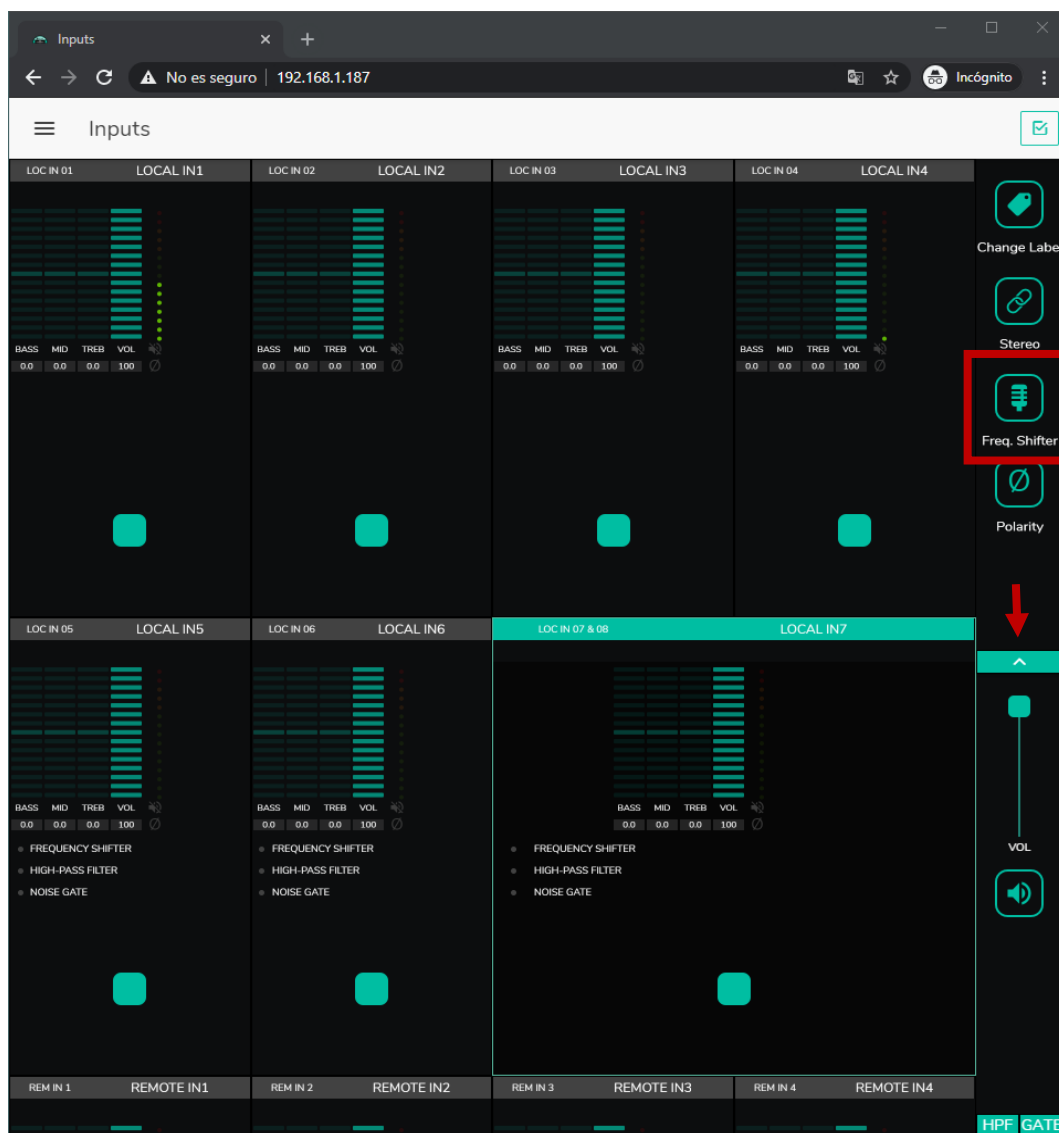 Inputs
No es seguro | 192.168.1.187
Incógnito
Inputs
LOC IN 01 LOCAL IN1 LOC IN 02 LOCAL IN2 LOC IN 03 LOCAL IN3 LOC IN 04 LOCAL IN4
Change Labe
Stereo
BASS MID TREB VOL BASS MID TREB VOL BASS MID TREB VOL BASS MID TREB VOL
0.0 0.0 0.0 100 0.0 0.0 0.0 100 0.0 0.0 0.0 100 0.0 0.0 0.0 100
Freq. Shifter
Polarity
LOC IN 05 LOCAL IN5 LOC IN 06 LOCAL IN6 LOC IN 07 & 08 LOCAL IN7
BASS MID TREB VOL BASS MID TREB VOL BASS MID TREB VOL
0.0 0.0 0.0 100 0.0 0.0 0.0 100 0.0 0.0 0.0 100
FREQUENCY SHIFTER FREQUENCY SHIFTER FREQUENCY SHIFTER VOL
HIGH-PASS FILTER HIGH-PASS FILTER HIGH-PASS FILTER
NOISE GATE NOISE GATE NOISE GATE
REM IN 1 REMOTE IN1 REM IN 2 REMOTE IN2 REM IN 3 REMOTE IN3 REM IN 4 REMOTE IN4
HPF GATE